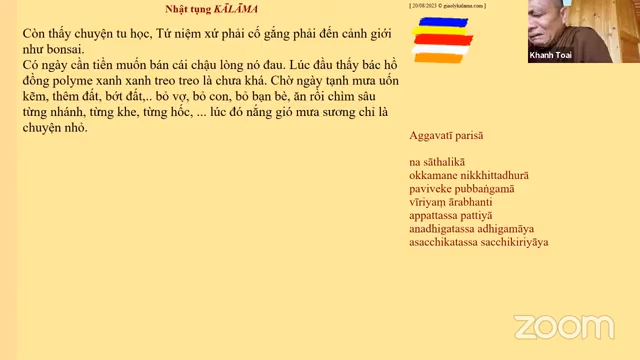 Nhật tụng KĀLĀMA
Còn thấy chuyện tu học, Tứ niệm xứ phải cố gắng phải đến cảnh giới
như bonsai.
Có ngày cần tiền muốn bán cái chậu lòng nó đau. Lúc đầu thấy bác hồ
đồng polyme xanh xanh treo treo là chưa khá. Chờ ngày tạnh mưa uốn
kẽm, thêm đất, bớt đất,.. bỏ vợ, bỏ con, bỏ bạn bè, ăn rồi chìm sâu
từng nhánh, từng khe, từng hốc, ... lúc đó nắng gió mưa sương chỉ là
chuyện nhỏ.
[ 20/08/2023 © giaolykalama.com ]
Aggavatī parisā
na sāthalikā
okkamane nikkhittadhurā
paviveke pubbaṅgamā
vīriyaṃ ārabhanti
appattassa pattiyā
anadhigatassa adhigamāya
asacchikatassa sacchikiriyāya
Khanh Toai
zoom